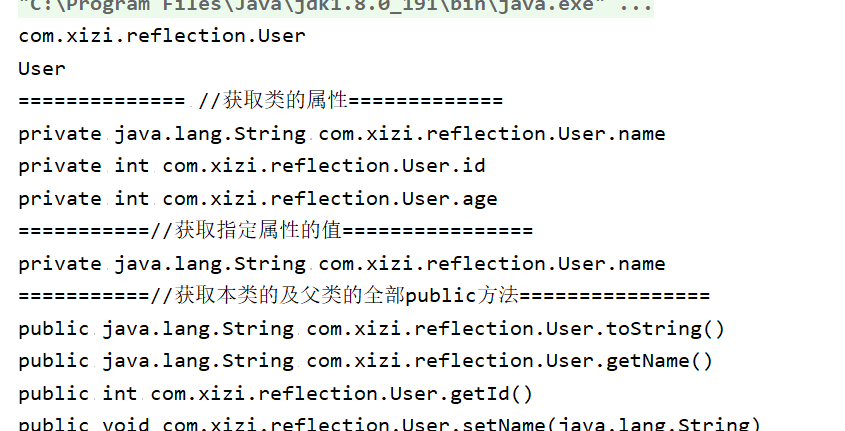 "C:\Program Files\Java\jdk1.8.0_191\bin\java.exe" ...
com.xizi.reflection.User
User
============== //获取类的属性=============
private java.lang.String com.xizi.reflection.User.name
private int com.xizi.reflection.User.id
private int com.xizi.reflection.User.age
===========//获取指定属性的值================
private java.lang.String com.xizi.reflection.User.name
===========//获取本类的及父类的全部public方法================
public java.lang.String com.xizi.reflection.User.toString()
public java.lang.String com.xizi.reflection.User.getName()
public int com.xizi.reflection.User.getId()
public void com.xizi.reflection.User.setName(java.lang.String)